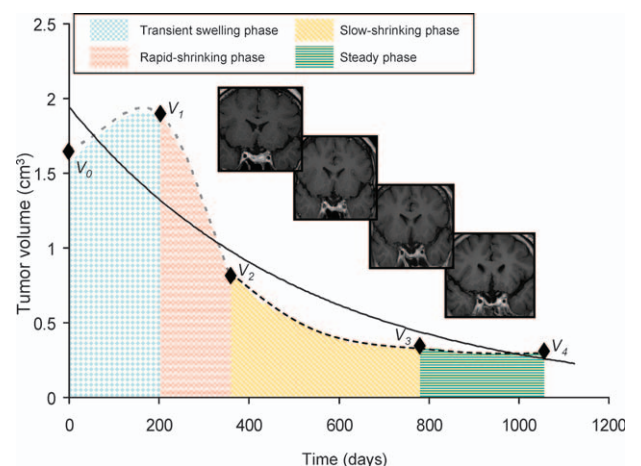 2.5
Transient swelling phase
Slow-shrinking phase
Rapid-shrinking phase
Steady phase
2
V1
V0
1.5
Tumor volume (cm³)
1
V2
0.5
V3
V4
0
0 200 400 600 800 1000 1200
Time (days)